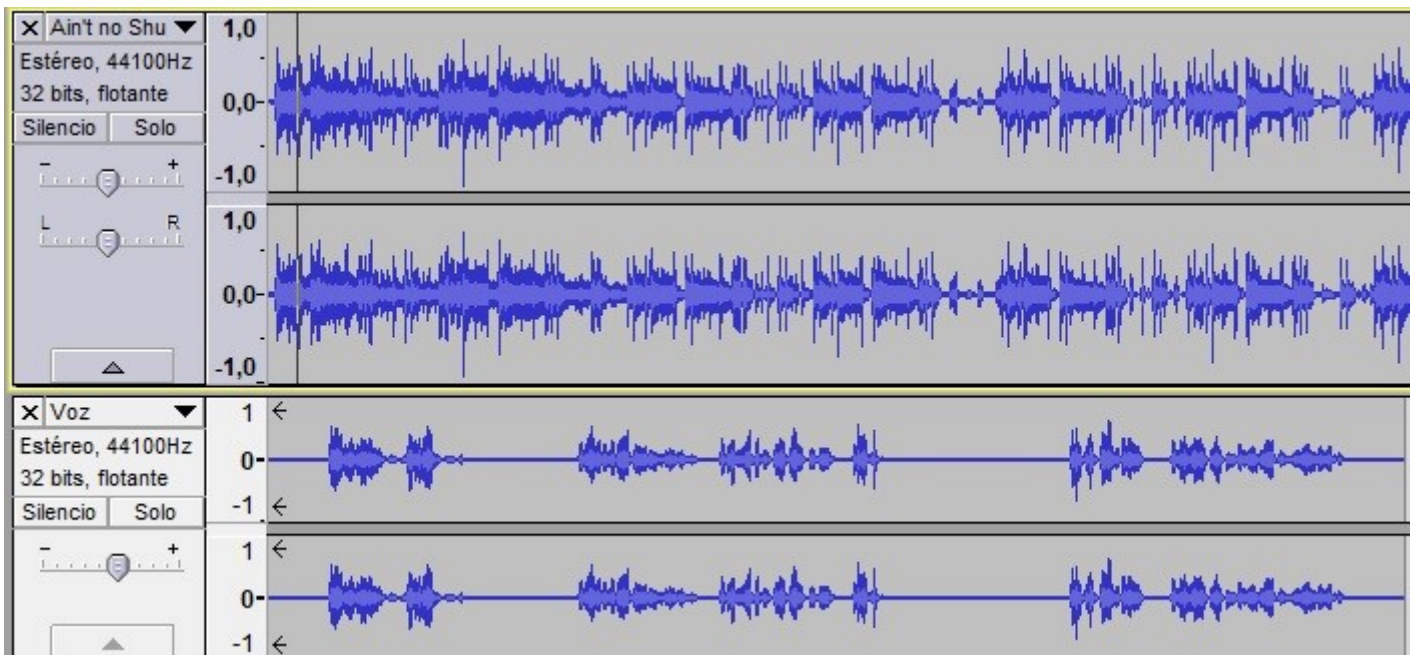 X Ain't no Shu
Estéreo, 44100Hz
32 bits, flotante
Silencio Solo
- +
L R
1,0
0,0-
-1,0
1,0
0,0-
-1,0
X Voz
Estéreo, 44100Hz
32 bits, flotante
Silencio Solo
- +
1
0-
-1
1
0-
-1